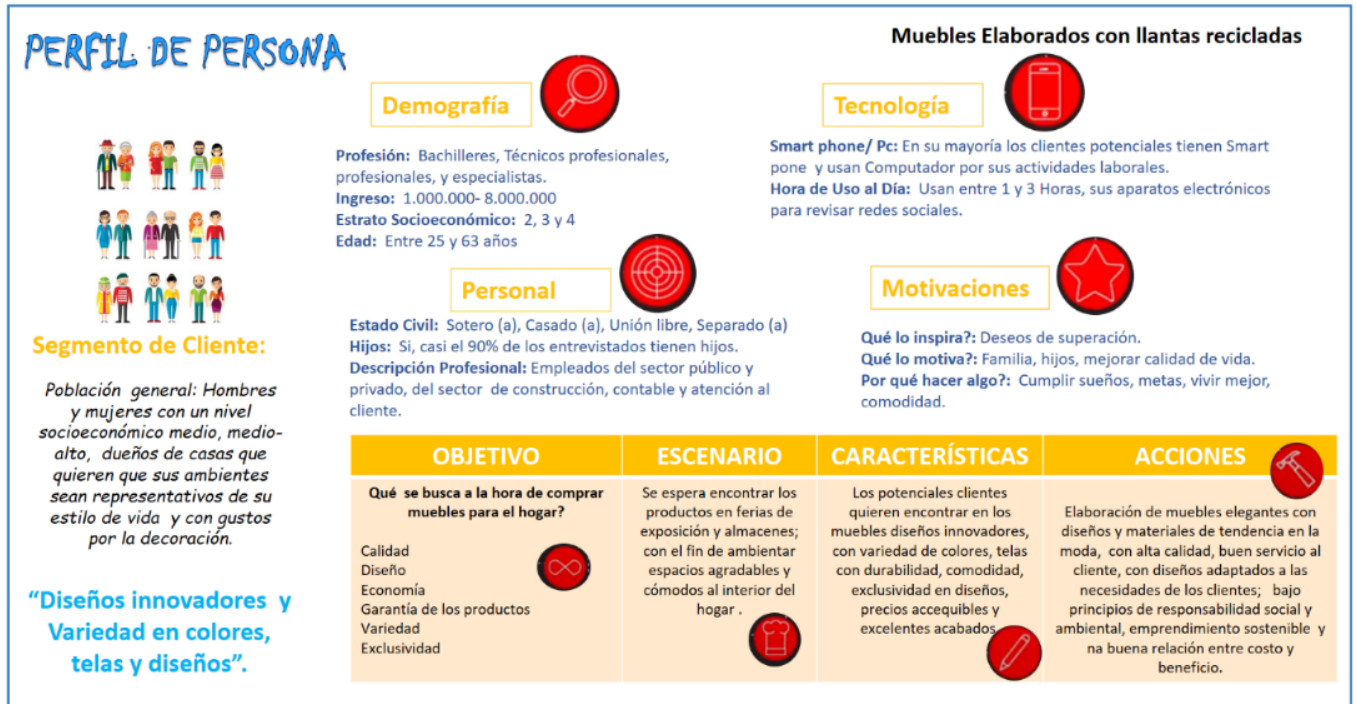 PERFIL DE PERSONA
Muebles Elaborados con llantas recicladas
Segmento de Cliente:
Población general: Hombres
y mujeres con un nivel
socioeconómico medio, medio-
alto, dueños de casas que
quieren que sus ambientes
sean representativos de su
estilo de vida y con gustos
por la decoración.
“Diseños innovadores y
Variedad en colores,
telas y diseños”.
Demografía
Profesión: Bachilleres, Técnicos profesionales,
profesionales, y especialistas.
Ingreso: 1.000.000- 8.000.000
Estrato Socioeconómico: 2, 3 y 4
Edad: Entre 25 y 63 años
Tecnología
Smart phone/ Pc: En su mayoría los clientes potenciales tienen Smart
pone y usan Computador por sus actividades laborales.
Hora de Uso al Día: Usan entre 1 y 3 Horas, sus aparatos electrónicos
para revisar redes sociales.
Personal
Estado Civil: Sotero (a), Casado (a), Unión libre, Separado (a)
Hijos: Si, casi el 90% de los entrevistados tienen hijos.
Descripción Profesional: Empleados del sector público y
privado, del sector de construcción, contable y atención al
cliente.
Motivaciones
Qué lo inspira?: Deseos de superación.
Qué lo motiva?: Familia, hijos, mejorar calidad de vida.
Por qué hacer algo?: Cumplir sueños, metas, vivir mejor,
comodidad.
OBJETIVO
Qué se busca a la hora de comprar
muebles para el hogar?
Calidad
Diseño
Economía
Garantía de los productos
Variedad
Exclusividad
ESCENARIO
Se espera encontrar los
productos en ferias de
exposición y almacenes;
con el fin de ambientar
espacios agradables y
cómodos al interior del
hogar .
CARACTERÍSTICAS
Los potenciales clientes
quieren encontrar en los
muebles diseños innovadores,
con variedad de colores, telas
con durabilidad, comodidad,
exclusividad en diseños,
precios accequibles y
excelentes acabados
ACCIONES
Elaboración de muebles elegantes con
diseños y materiales de tendencia en la
moda, con alta calidad, buen servicio al
cliente, con diseños adaptados a las
necesidades de los clientes; bajo
principios de responsabilidad social y
ambiental, emprendimiento sostenible y
na buena relación entre costo y
beneficio.